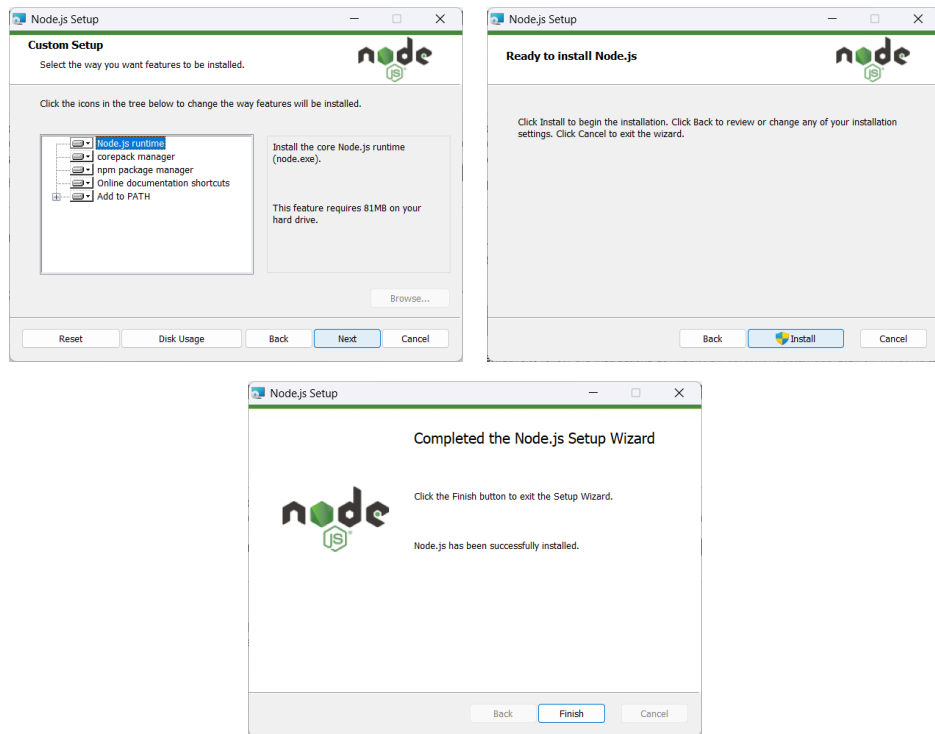 Node.js Setup
Custom Setup
Select the way you want features to be installed.
node
JS
Click the icons in the tree below to change the way features will be installed.
Node.js runtime
corepack manager
npm package manager
Online documentation shortcuts
Add to PATH
Install the core Node.js runtime
(node.exe).
This feature requires 81MB on your
hard drive.
Browse...
Reset
Disk Usage
Back
Next
Cancel
Node.js Setup
Ready to install Node.js
node
JS
Click Install to begin the installation. Click Back to review or change any of your installation
settings. Click Cancel to exit the wizard.
Back
Install
Cancel
Node.js Setup
Completed the Node.js Setup Wizard
node
JS
Click the Finish button to exit the Setup Wizard.
Node.js has been successfully installed.
Back
Finish
Cancel